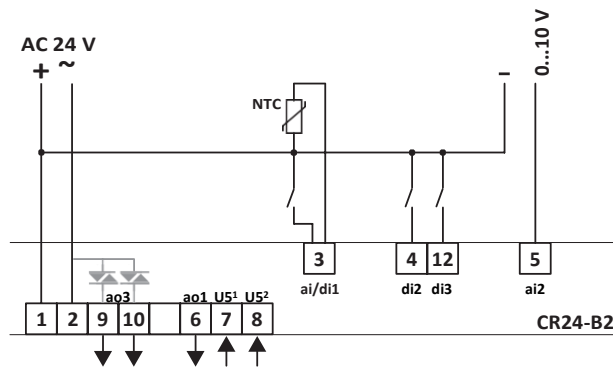 AC 24 V
+ ~
NTC
–
0...10 V
3 4 12 5
ai/di1 di2 di3 ai2
ao3 ao1 U5¹ U5²
1 2 9 10 6 7 8
CR24-B2